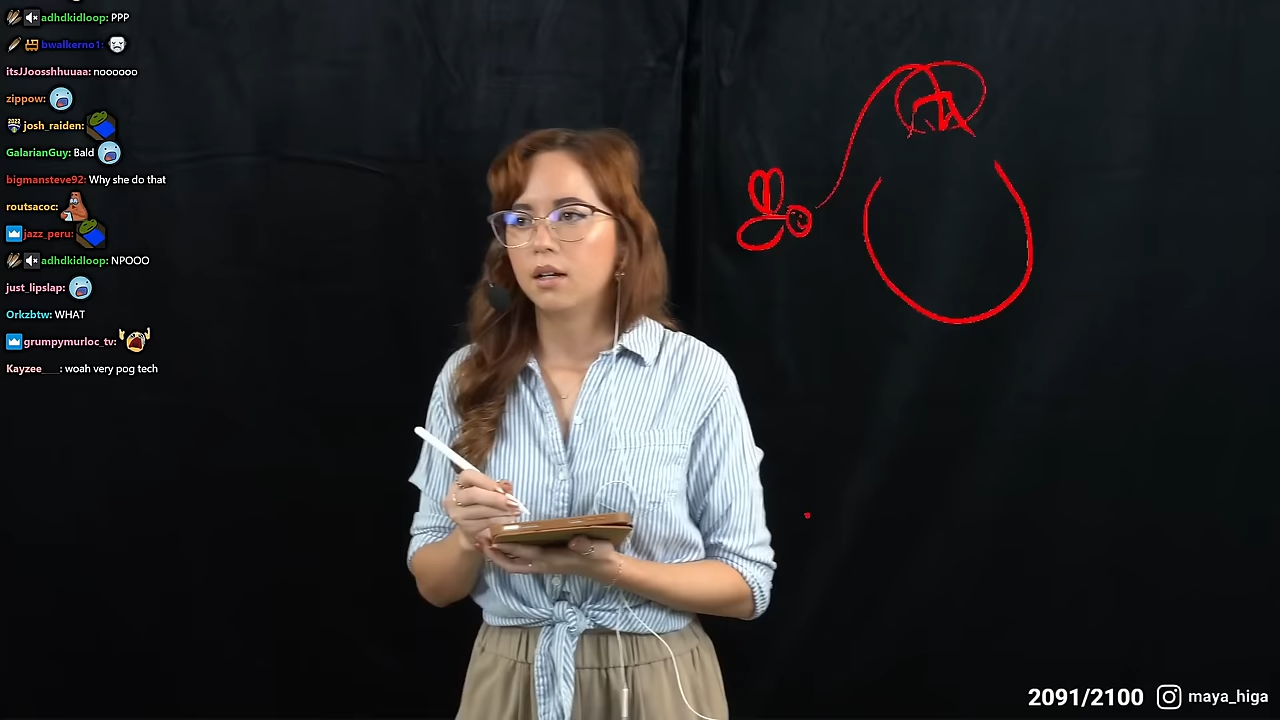 adhdkidloop: PPP
bwalkerno1:
itsJJoosshhuuaa: noooooo
zippow:
josh_raiden:
GalarianGuy: Bald
bigmansteve92: Why she do that
routsacoc:
jazz_peru:
adhdkidloop: NPOOO
just_lipslap:
Orkzbtw: WHAT
grumpymurloc_tv:
Kayzee___: woah very pog tech
2091/2100 maya_higa